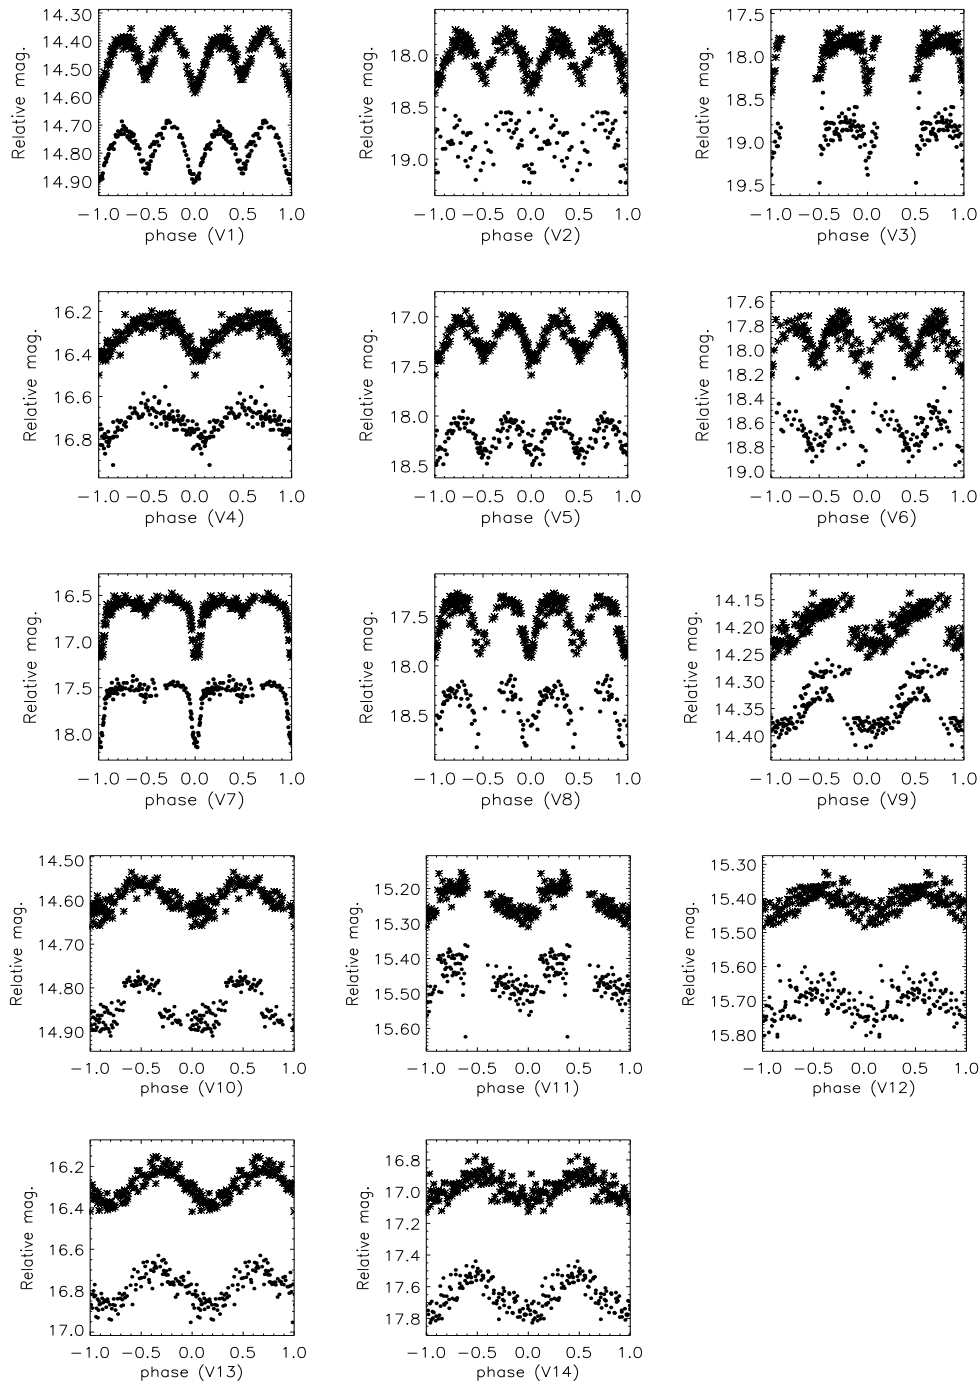 14.30
14.40
14.50
14.60
14.70
14.80
14.90
Relative mag.
−1.0 −0.5 0.0 0.5 1.0
phase (V1)
18.0
18.5
19.0
Relative mag.
−1.0 −0.5 0.0 0.5 1.0
phase (V2)
17.5
18.0
18.5
19.0
19.5
Relative mag.
−1.0 −0.5 0.0 0.5 1.0
phase (V3)
16.2
16.4
16.6
16.8
Relative mag.
−1.0 −0.5 0.0 0.5 1.0
phase (V4)
17.0
17.5
18.0
18.5
Relative mag.
−1.0 −0.5 0.0 0.5 1.0
phase (V5)
17.6
17.8
18.0
18.2
18.4
18.6
18.8
19.0
Relative mag.
−1.0 −0.5 0.0 0.5 1.0
phase (V6)
16.5
17.0
17.5
18.0
Relative mag.
−1.0 −0.5 0.0 0.5 1.0
phase (V7)
17.5
18.0
18.5
Relative mag.
−1.0 −0.5 0.0 0.5 1.0
phase (V8)
14.15
14.20
14.25
14.30
14.35
14.40
Relative mag.
−1.0 −0.5 0.0 0.5 1.0
phase (V9)
14.50
14.60
14.70
14.80
14.90
Relative mag.
−1.0 −0.5 0.0 0.5 1.0
phase (V10)
15.20
15.30
15.40
15.50
15.60
Relative mag.
−1.0 −0.5 0.0 0.5 1.0
phase (V11)
15.30
15.40
15.50
15.60
15.70
15.80
Relative mag.
−1.0 −0.5 0.0 0.5 1.0
phase (V12)
16.2
16.4
16.6
16.8
17.0
Relative mag.
−1.0 −0.5 0.0 0.5 1.0
phase (V13)
16.8
17.0
17.2
17.4
17.6
17.8
Relative mag.
−1.0 −0.5 0.0 0.5 1.0
phase (V14)